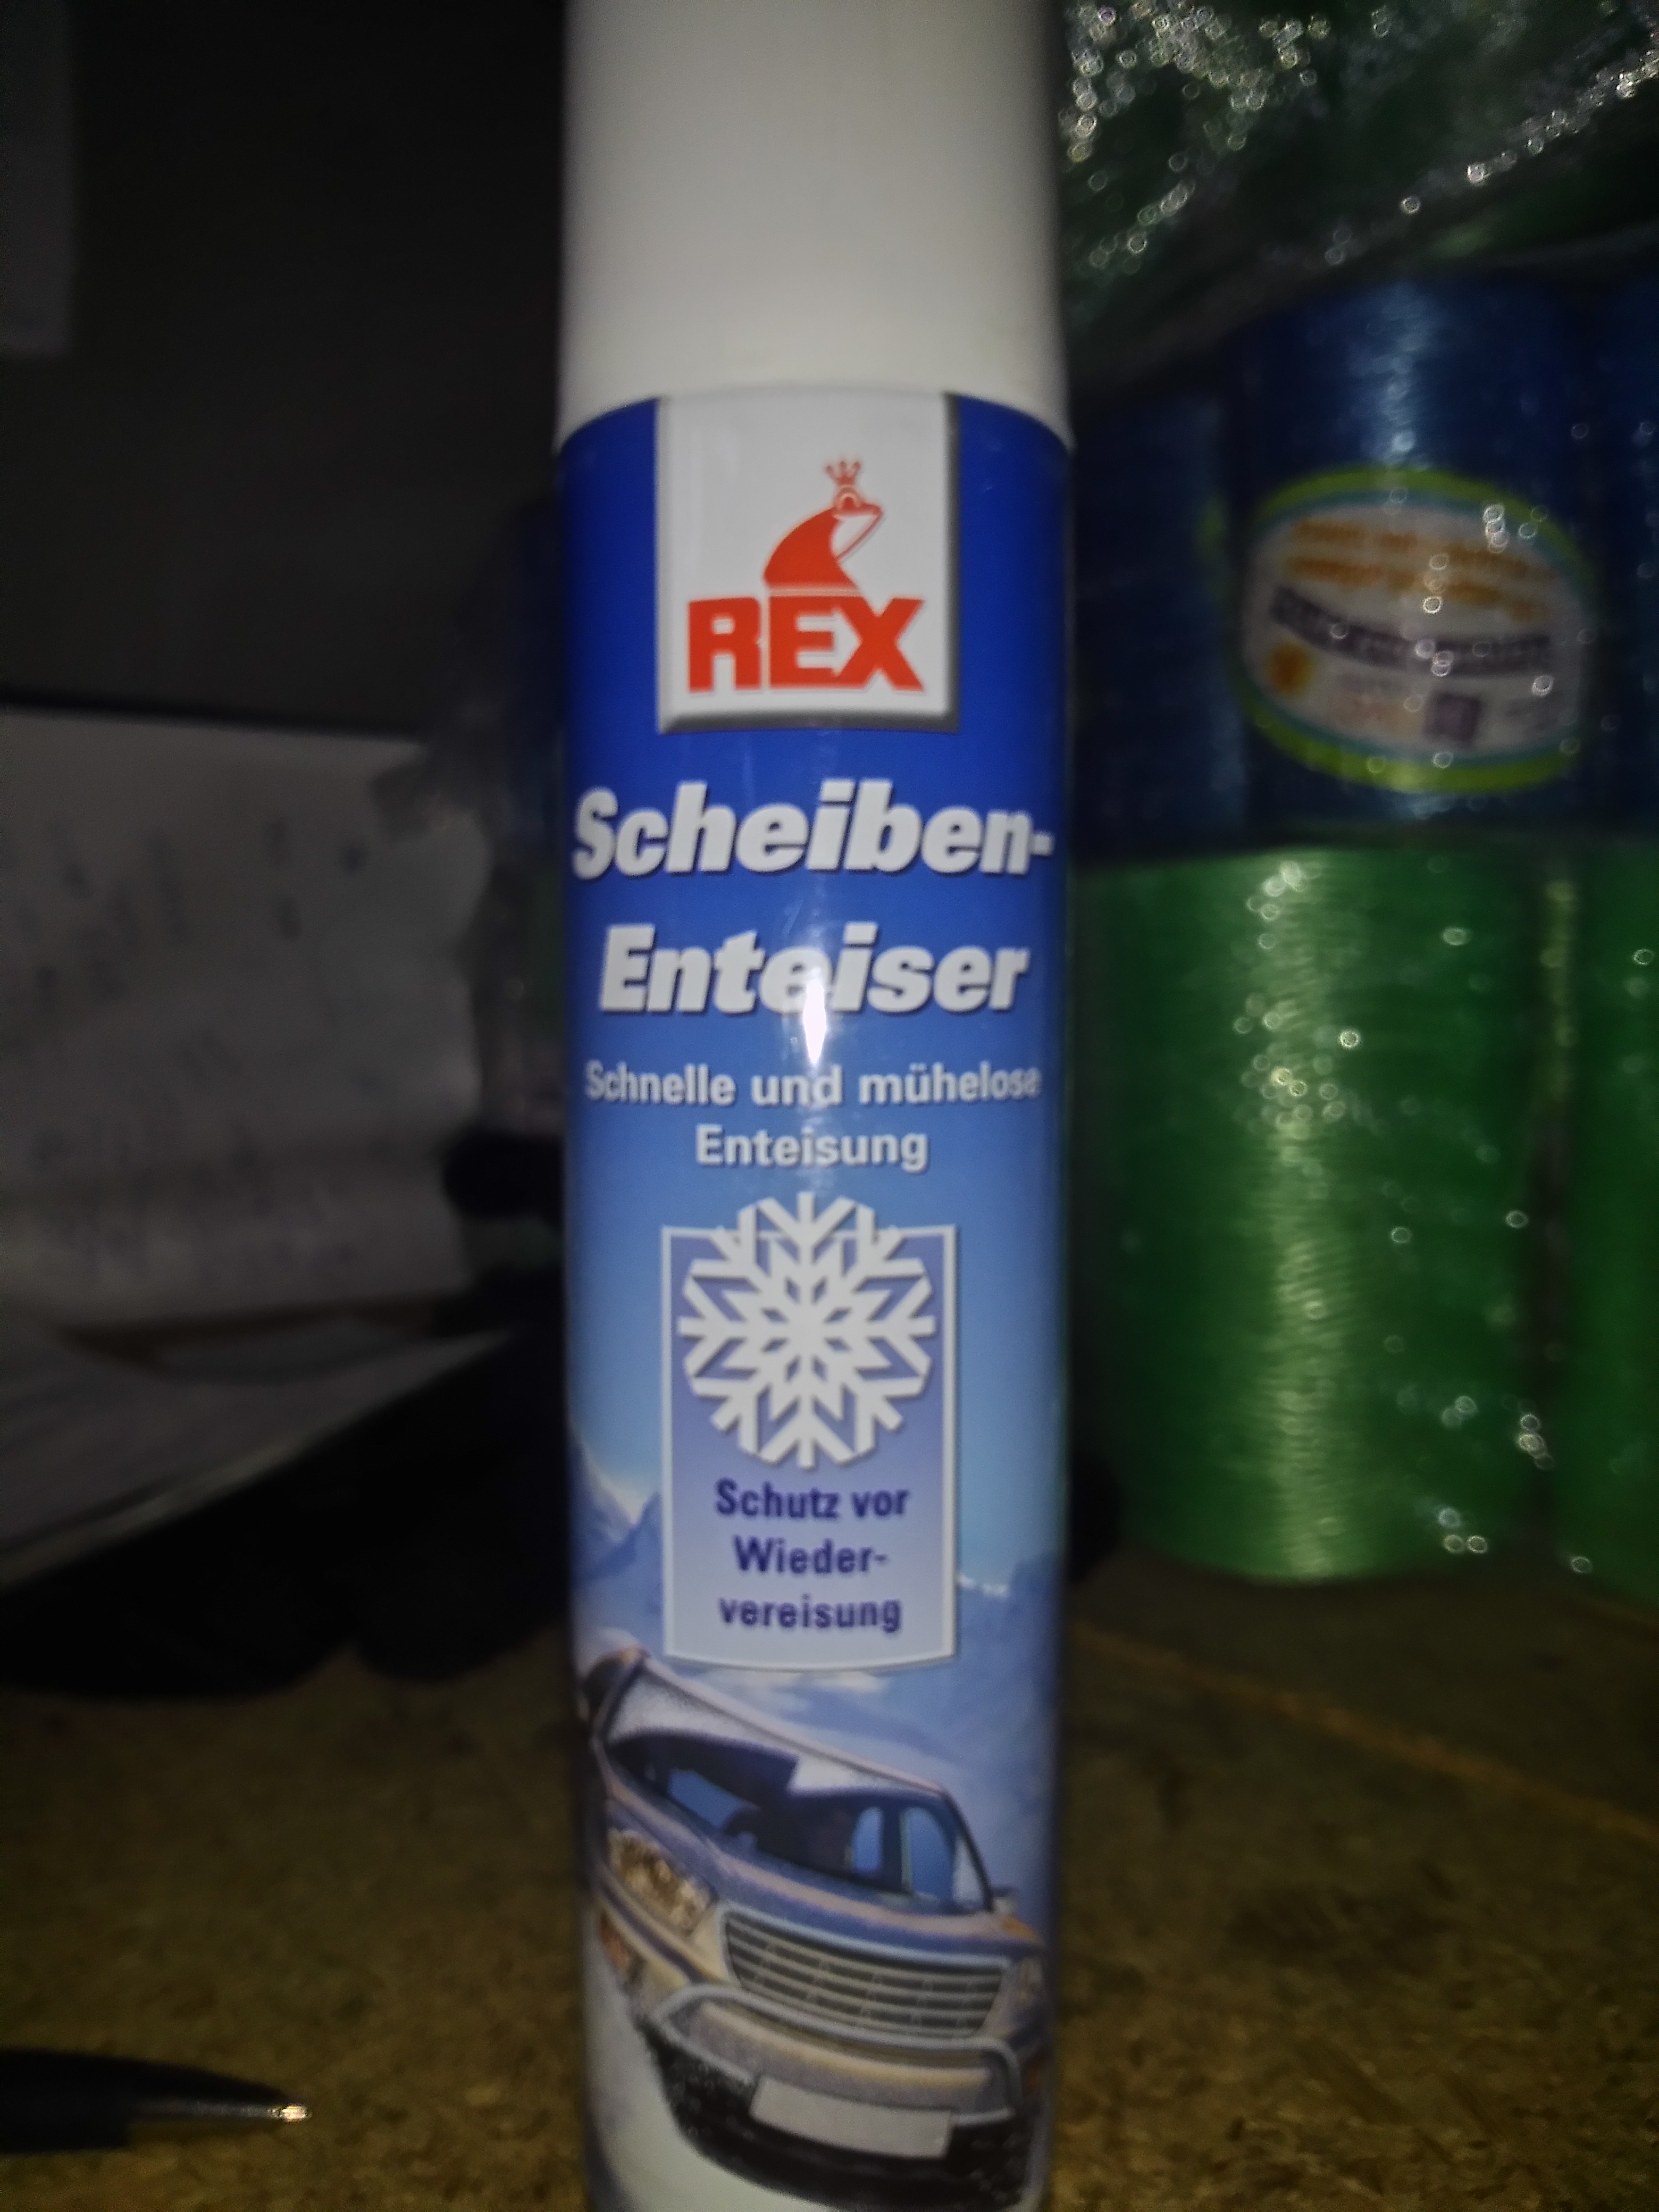 REX
Scheiben-
Enteiser
Schnelle und mühelose
Enteisung
Schutz vor
Wieder-
vereisung